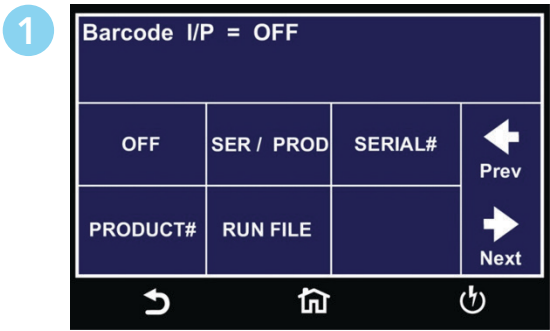 1
Barcode I/P = OFF
OFF
SER / PROD
SERIAL#
Prev
PRODUCT#
RUN FILE
Next